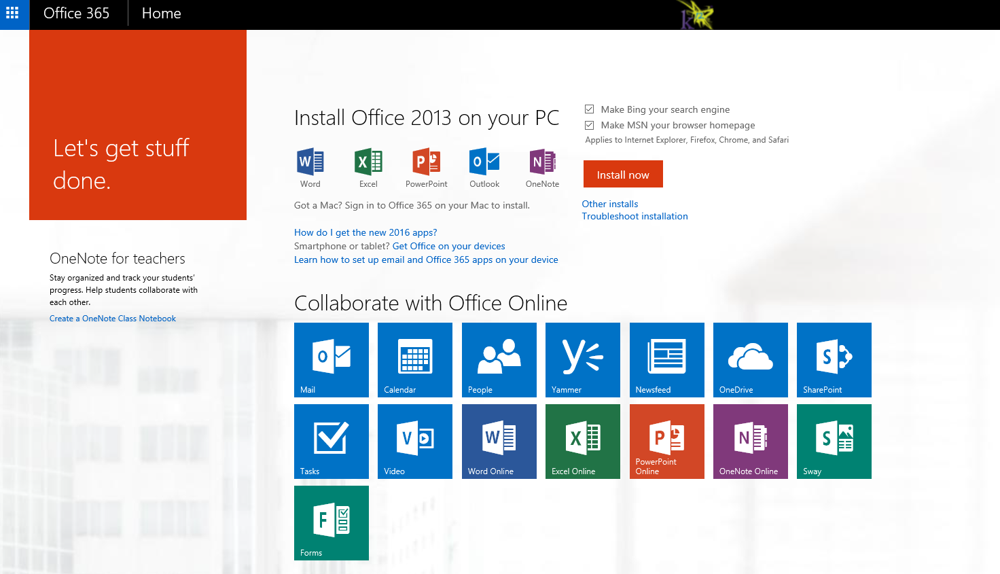 Office 365
Home
Let's get stuff
done.
OneNote for teachers
Stay organized and track your students'
progress. Help students collaborate with
each other.
Create a OneNote Class Notebook
Install Office 2013 on your PC
Word
Excel
PowerPoint
Outlook
OneNote
Got a Mac? Sign in to Office 365 on your Mac to install.
How do I get the new 2016 apps?
Smartphone or tablet? Get Office on your devices
Learn how to set up email and Office 365 apps on your device
Make Bing your search engine
Make MSN your browser homepage
Applies to Internet Explorer, Firefox, Chrome, and Safari
Install now
Other installs
Troubleshoot installation
Collaborate with Office Online
Mail
Calendar
People
Yammer
Newsfeed
OneDrive
SharePoint
Tasks
Video
Word Online
Excel Online
PowerPoint
Online
OneNote Online
Sway
Forms